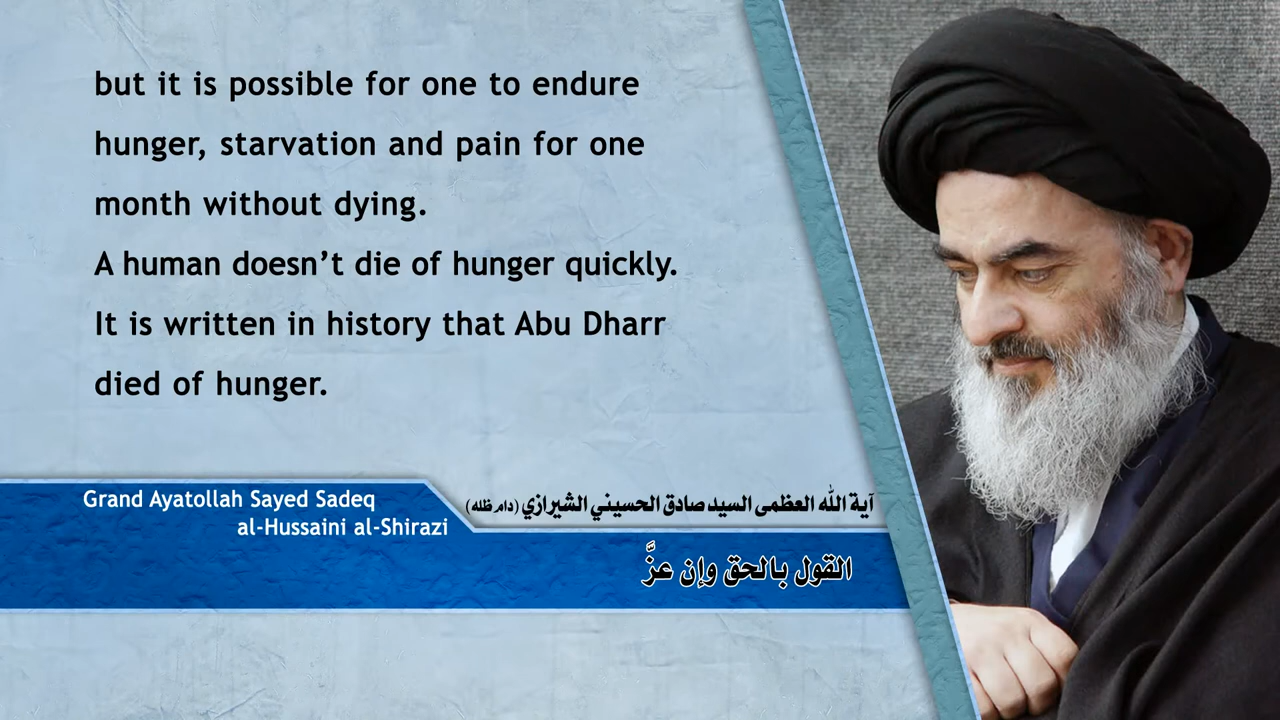 but it is possible for one to endure
hunger, starvation and pain for one
month without dying.
A human doesn’t die of hunger quickly.
It is written in history that Abu Dharr
died of hunger.
Grand Ayatollah Sayed Sadeq
al-Hussaini al-Shirazi
آية الله العظمى السيد صادق الحسيني الشيرازي (دام ظله)
القول بالحق وإن عزَّ